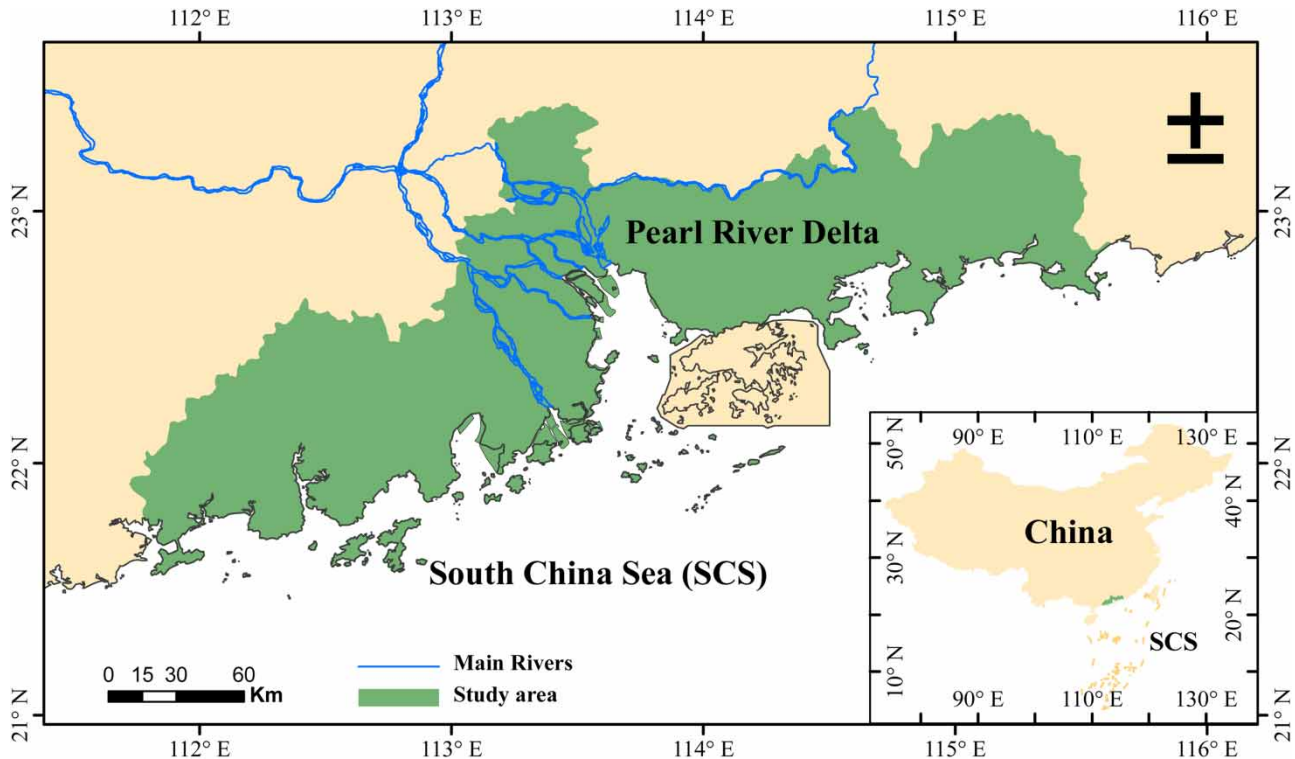 112° E 113° E 114° E 115° E 116° E
23° N
23° N
Pearl River Delta
22° N
22° N
South China Sea (SCS)
0 15 30 60
Km
Main Rivers
Study area
21° N
21° N
112° E 113° E 114° E 115° E 116° E
90° E 110° E 130° E
50° N
40° N
China
30° N
20° N
SCS
10° N
90° E 110° E 130° E